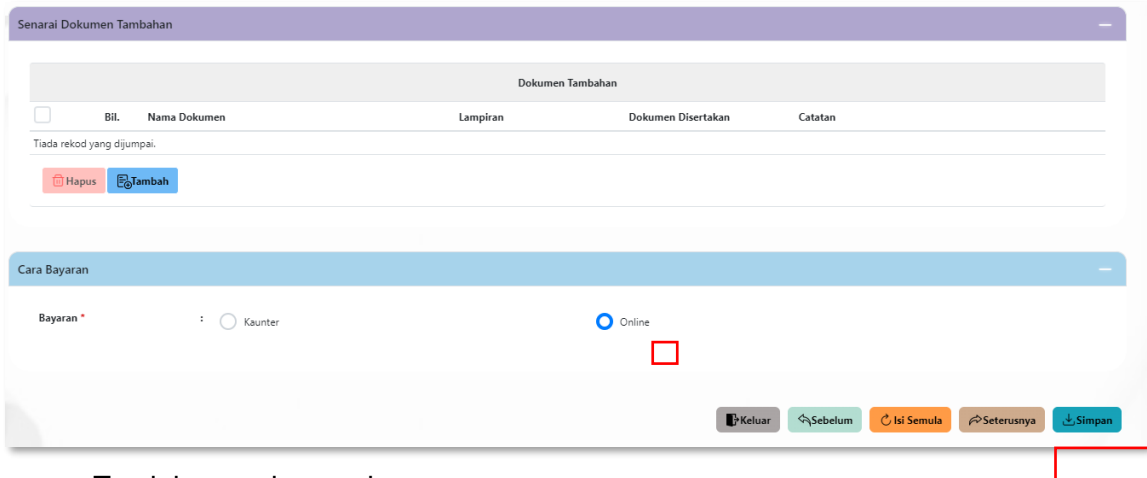 Senarai Dokumen Tambahan
Dokumen Tambahan
Bil. Nama Dokumen Lampiran Dokumen Disertakan Catatan
Tiada rekod yang dijumpai.
Hapus Tambah
Cara Bayaran
Bayaran * : Kaunter Online
Keluar Sebelum Isi Semula Seterusnya Simpan